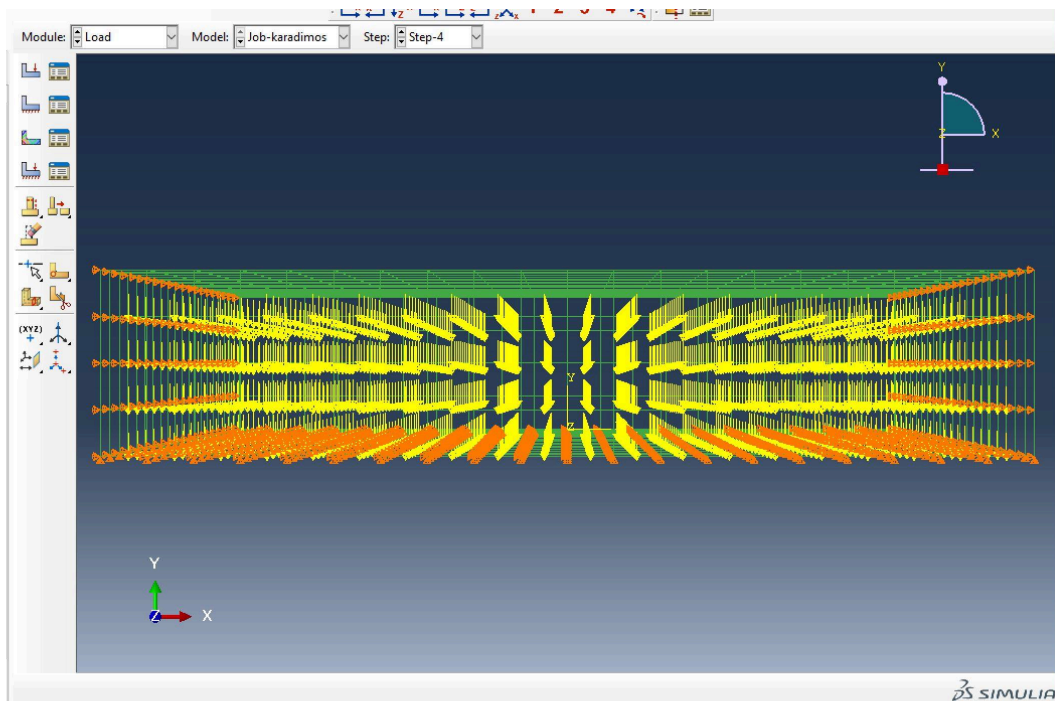 Module: Load Model: Job-karadimos Step: Step-4
Y
Z X
(XYZ)
Y
Z
Y
Z X
SIMULIA